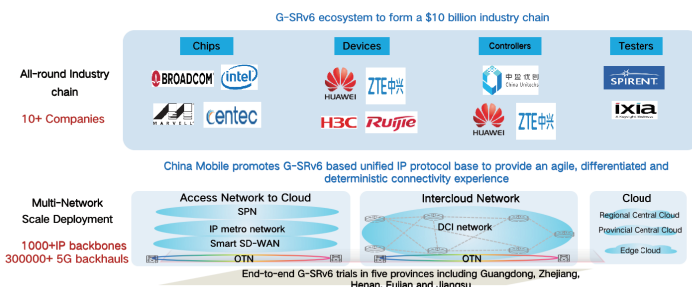 G-SRv6 ecosystem to form a $10 billion industry chain
Chips
Devices
Controllers
Testers
All-round Industry
chain
10+ Companies
BROADCOM
intel
HUAWEI
ZTE中兴
中盈优创
China Unitechs
SPIRENT
MARVELL
Centec
H3C
Ruijie
HUAWEI
ZTE中兴
ixia
China Mobile promotes G-SRv6 based unified IP protocol base to provide an agile, differentiated and
deterministic connectivity experience
Multi-Network
Scale Deployment
1000+IP backbones
300000+ 5G backhauls
Access Network to Cloud
SPN
IP metro network
Smart SD-WAN
OTN
Intercloud Network
DCI network
OTN
Cloud
Regional Central Cloud
Provincial Central Cloud
Edge Cloud
End-to-end G-SRv6 trials in five provinces including Guangdong, Zhejiang,
Henan, Fujian and Jiangsu